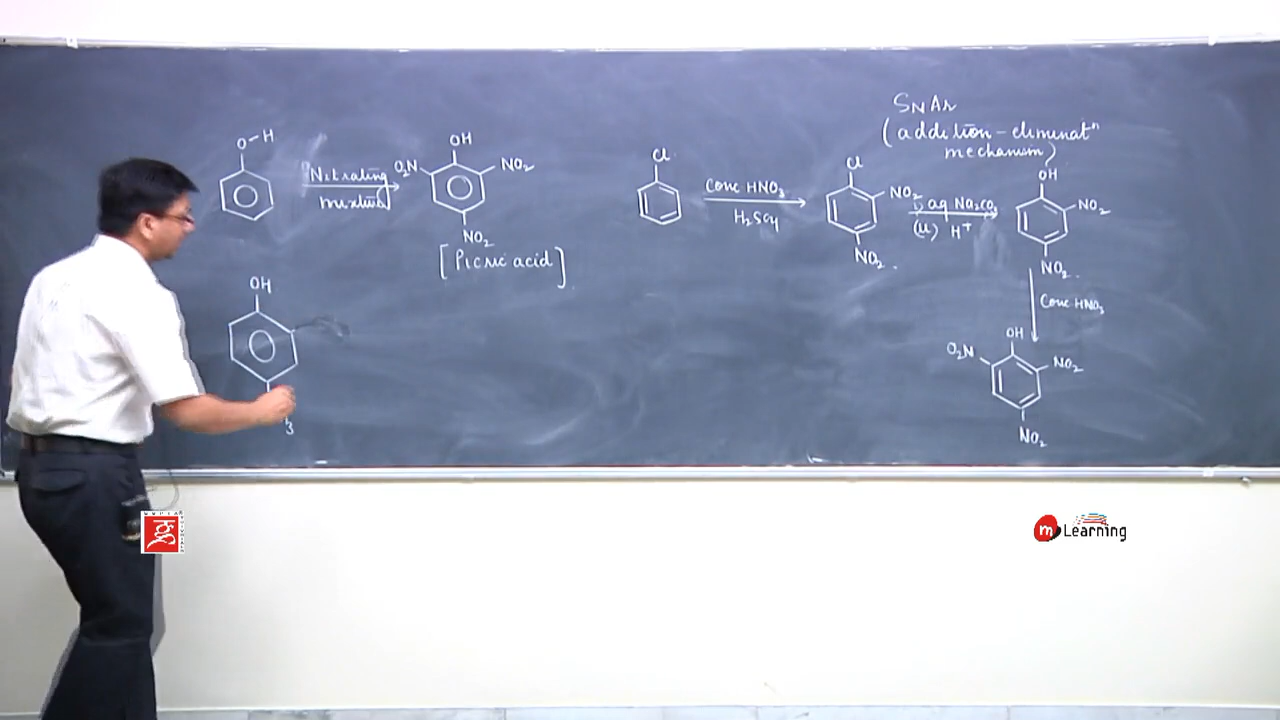 O-H
Nitrating
mixture
OH
O2N
NO2
NO2
[Picric acid]
OH
3
Cl
Conc HNO3
H2SO4
Cl
NO2
NO2
SNAr
(addition-eliminatn
mechanism)
aq Na2CO3
(ii) H+
OH
NO2
NO2
Conc HNO3
OH
O2N
NO2
NO2
m Learning